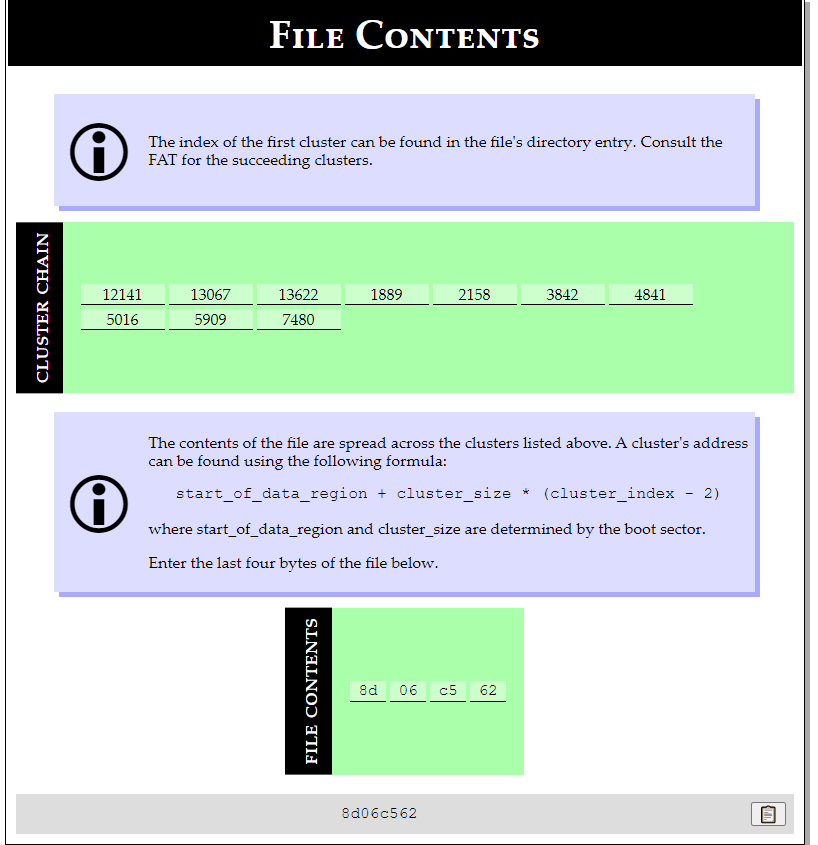 FILE CONTENTS
The index of the first cluster can be found in the file's directory entry. Consult the
FAT for the succeeding clusters.
CLUSTER CHAIN
12141 13067 13622 1889 2158 3842 4841
5016 5909 7480
The contents of the file are spread across the clusters listed above. A cluster's address
can be found using the following formula:
start_of_data_region + cluster_size * (cluster_index - 2)
where start_of_data_region and cluster_size are determined by the boot sector.
Enter the last four bytes of the file below.
FILE CONTENTS
8d 06 c5 62
8d06c562